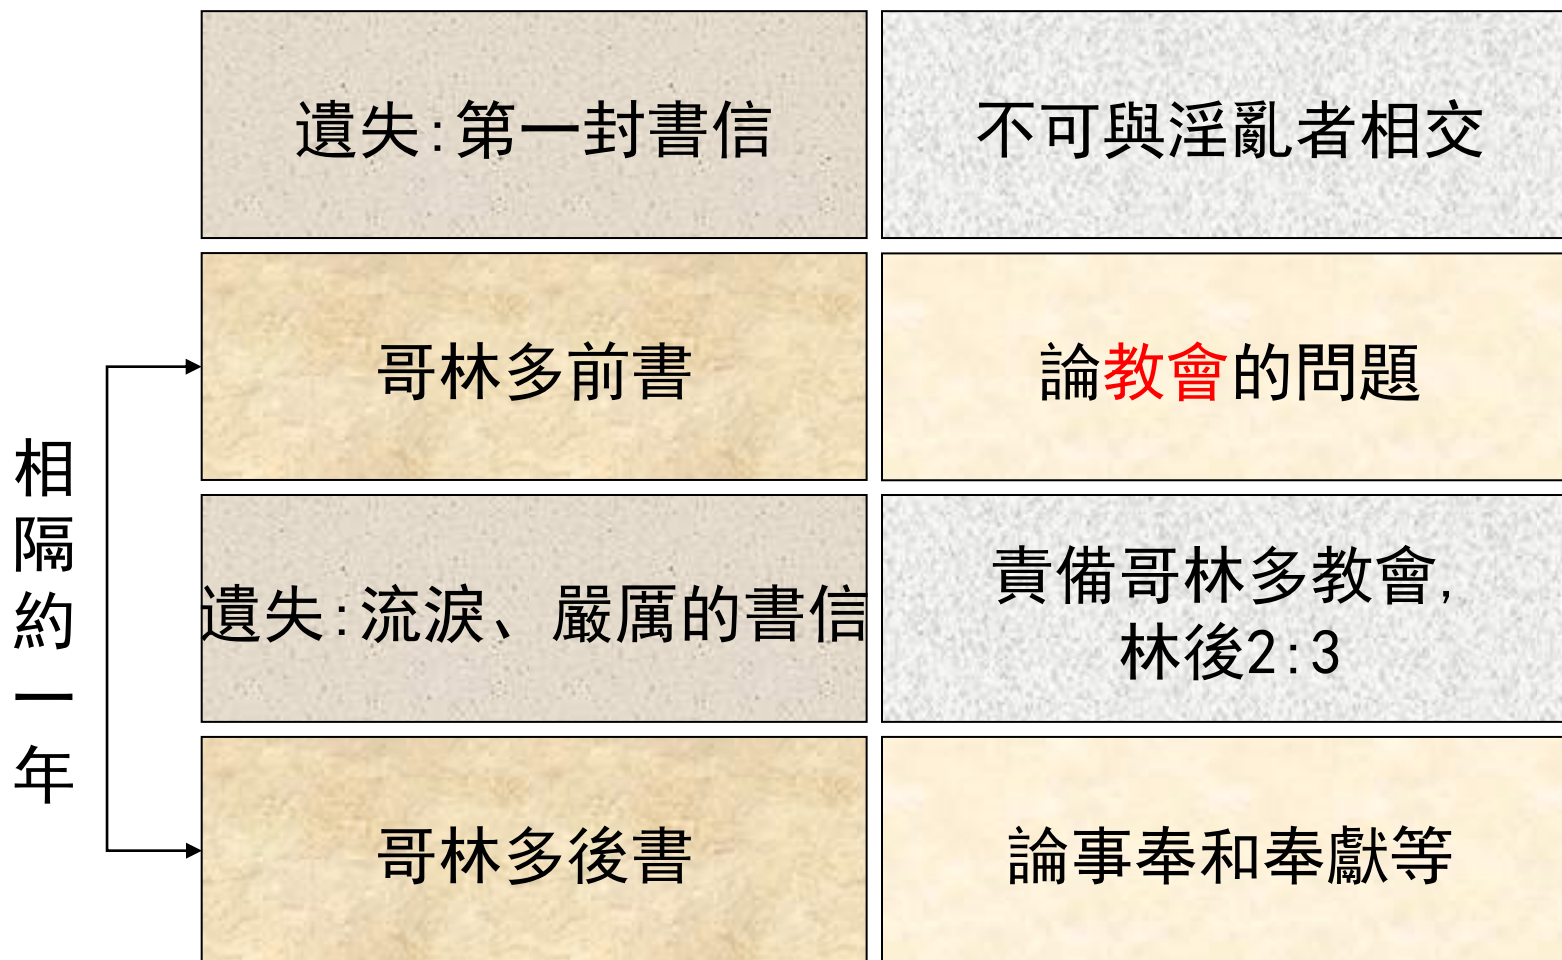 遺失:第一封書信
不可與淫亂者相交
哥林多前書
論教會的問題
相隔約一年
遺失:流淚、嚴厲的書信
責備哥林多教會,
林後2:3
哥林多後書
論事奉和奉獻等